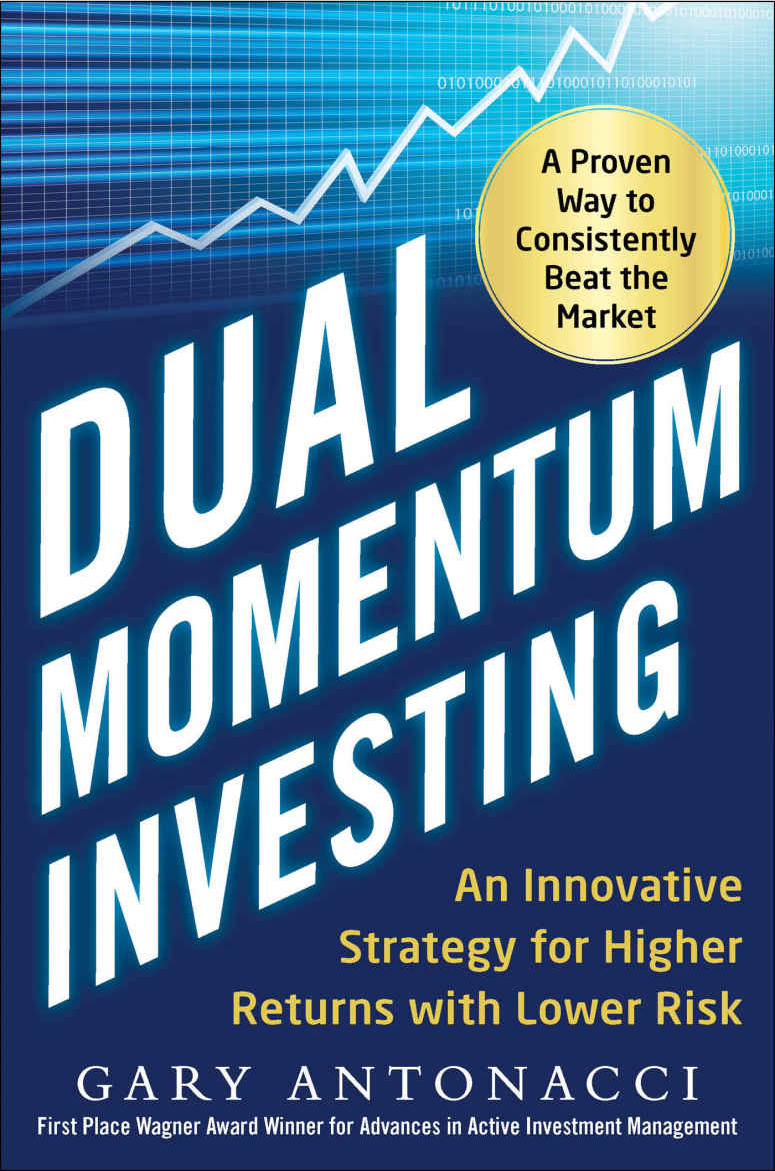 A Proven
Way to
Consistently
Beat the
Market
DUAL
MOMENTUM
INVESTING
An Innovative
Strategy for Higher
Returns with Lower Risk
GARY ANTONACCI
First Place Wagner Award Winner for Advances in Active Investment Management